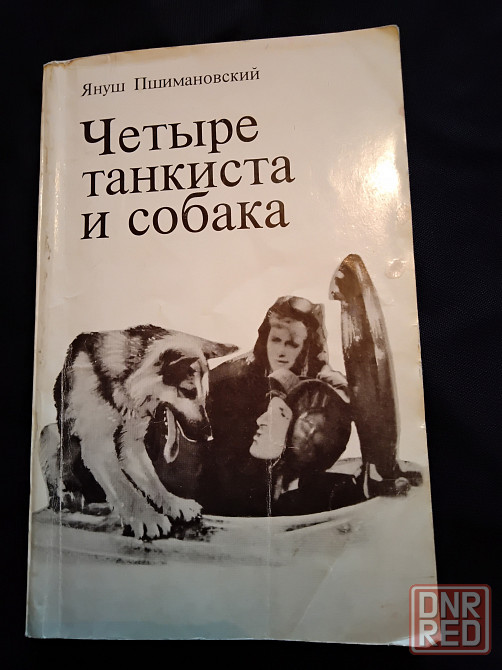 Януш Пшимановский
Четыре
танкиста
и собака
DNR
RED